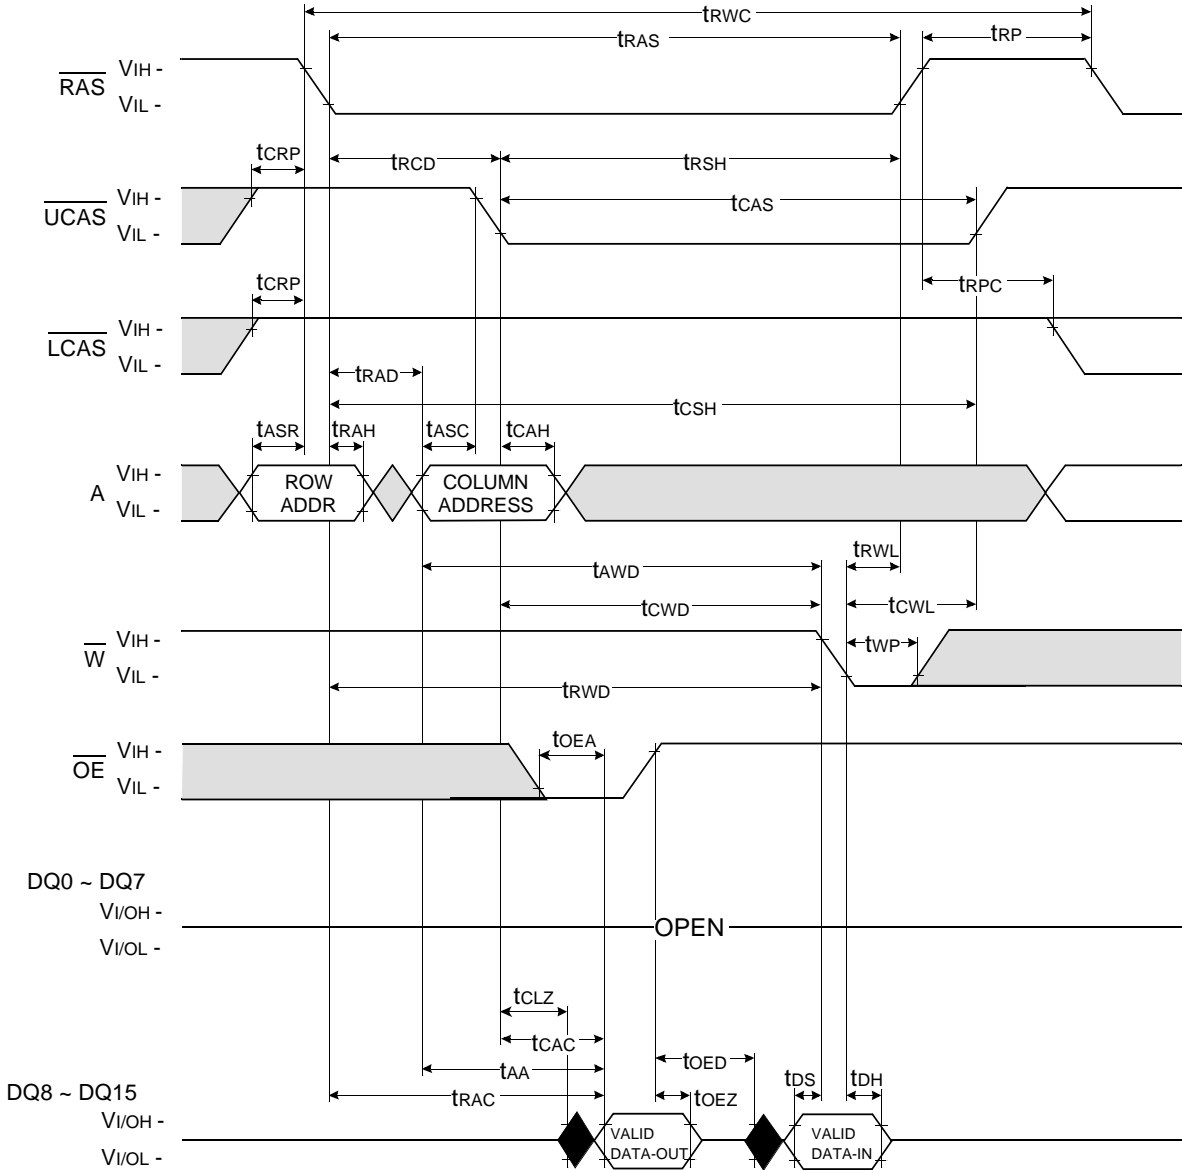 tRWC
tRAS
tRP
RAS
VIH -
VIL -
tCRP
tRCD
tRSH
UCAS
VIH -
VIL -
tCAS
tCRP
tRPC
LCAS
VIH -
VIL -
tRAD
tCSH
tASR
tRAH
tASC
tCAH
A
VIH -
VIL -
ROW
ADDR
COLUMN
ADDRESS
tRWL
tAWD
tCWD
tCWL
W
VIH -
VIL -
tWP
tRWD
OE
VIH -
VIL -
tOEA
DQ0 ~ DQ7
VI/OH -
VI/OL -
OPEN
tCLZ
tCAC
tOED
tAA
tDS
tDH
DQ8 ~ DQ15
tRAC
tOEZ
VI/OH -
VI/OL -
VALID
DATA-OUT
VALID
DATA-IN